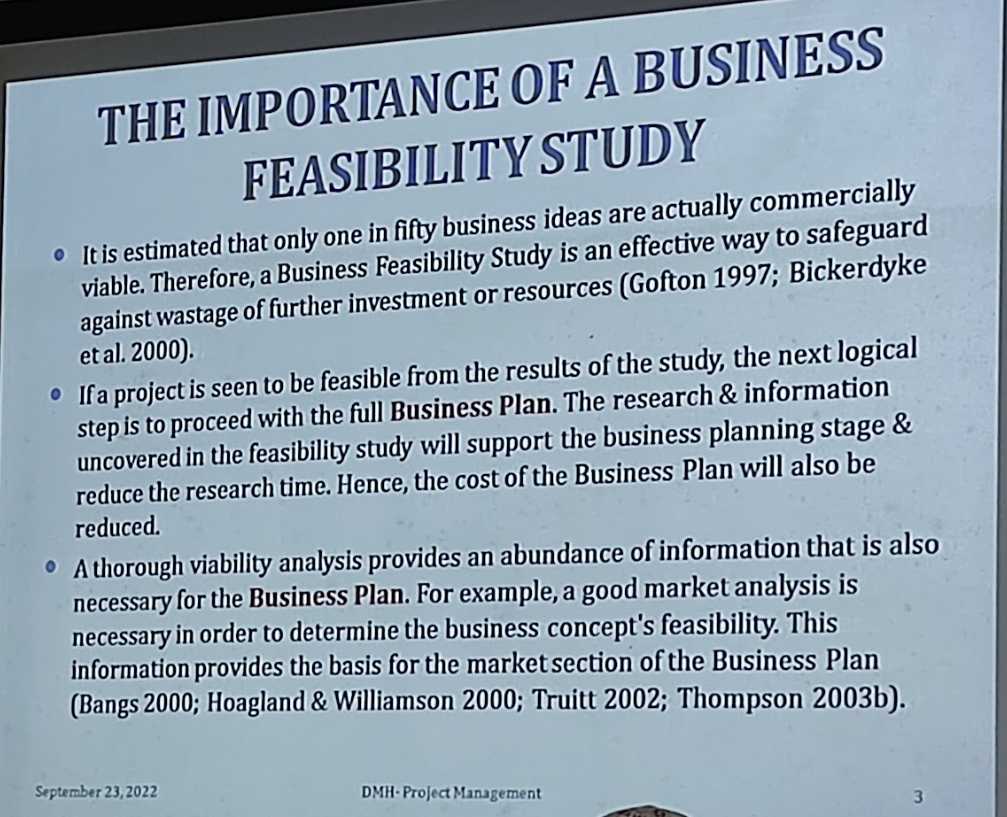 THE IMPORTANCE OF A BUSINESS
FEASIBILITY STUDY
• It is estimated that only one in fifty business ideas are actually commercially
viable. Therefore, a Business Feasibility Study is an effective way to safeguard
against wastage of further investment or resources (Gofton 1997; Bickerdyke
et al. 2000).
• If a project is seen to be feasible from the results of the study, the next logical
step is to proceed with the full Business Plan. The research & information
uncovered in the feasibility study will support the business planning stage &
reduce the research time. Hence, the cost of the Business Plan will also be
reduced.
• A thorough viability analysis provides an abundance of information that is also
necessary for the Business Plan. For example, a good market analysis is
necessary in order to determine the business concept's feasibility. This
information provides the basis for the market section of the Business Plan
(Bangs 2000; Hoagland & Williamson 2000; Truitt 2002; Thompson 2003b).
September 23, 2022 DMH- Project Management 3